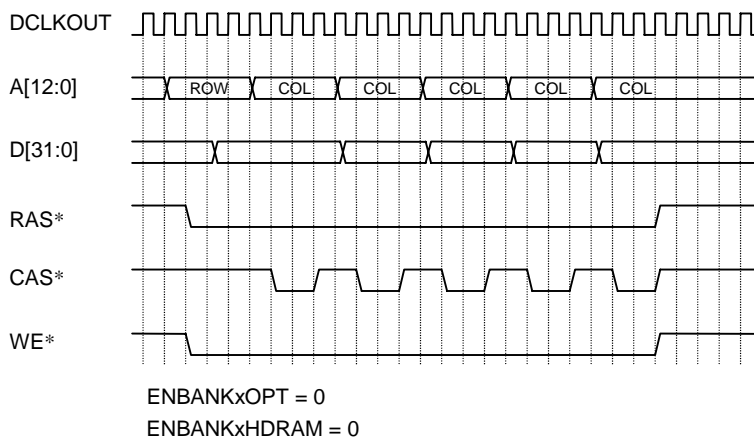 DCLKOUT
A[12:0]
ROW COL COL COL COL COL
D[31:0]
RAS*
CAS*
WE*
ENBANKxOPT = 0
ENBANKxHDRAM = 0